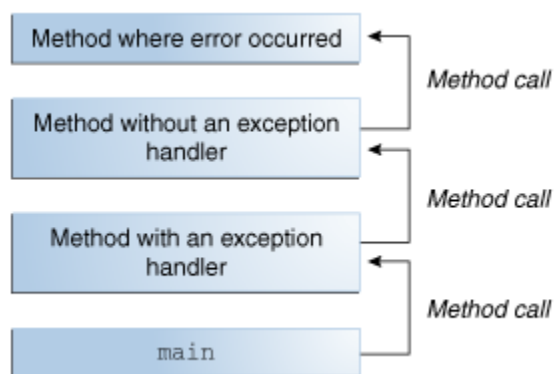 Method where error occurred
Method call
Method without an exception
handler
Method call
Method with an exception
handler
Method call
main